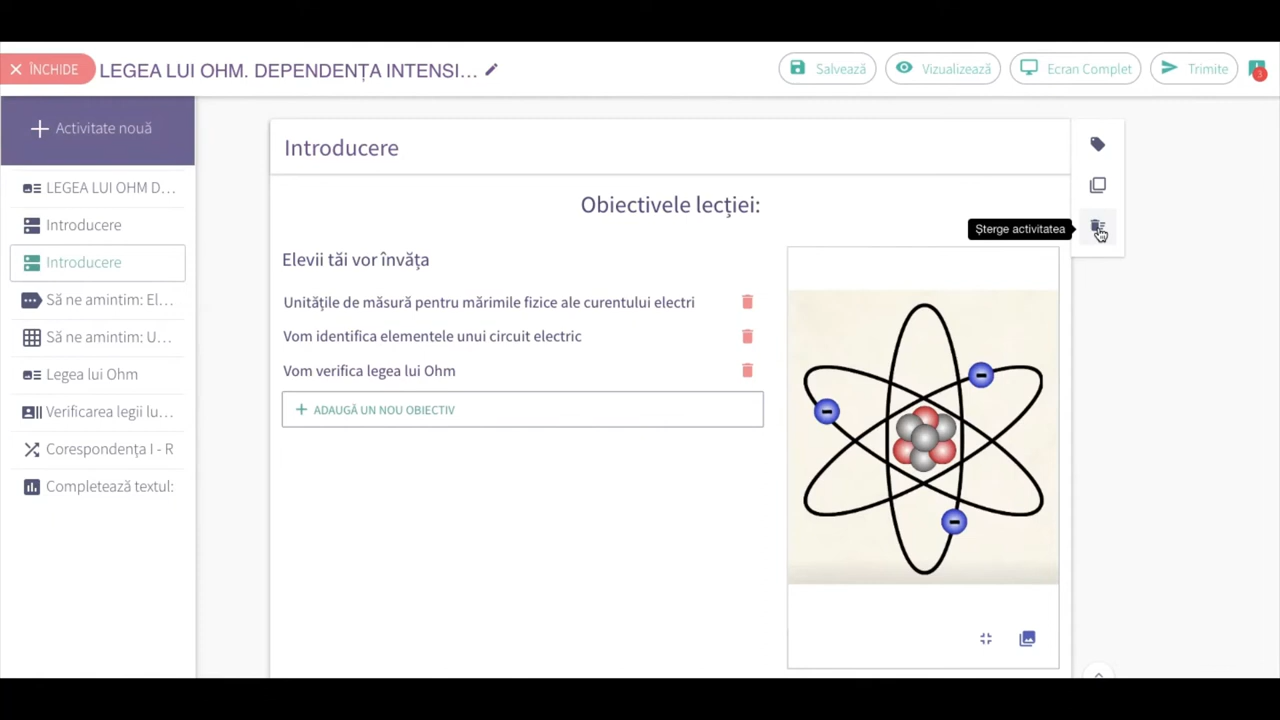 ÎNCHIDE
LEGEA LUI OHM. DEPENDENȚA INTENSI...
Salvează
Vizualizează
Ecran Complet
Trimite
3
Activitate nouă
LEGEA LUI OHM D...
Introducere
Introducere
Să ne amintim: El...
Să ne amintim: U...
Legea lui Ohm
Verificarea legii lu...
Corespondența I - R
Completează textul:
Introducere
Obiectivele lecției:
Șterge activitatea
Elevii tăi vor învăța
Unitățile de măsură pentru mărimile fizice ale curentului electri
Vom identifica elementele unui circuit electric
Vom verifica legea lui Ohm
+ ADAUGĂ UN NOU OBIECTIV